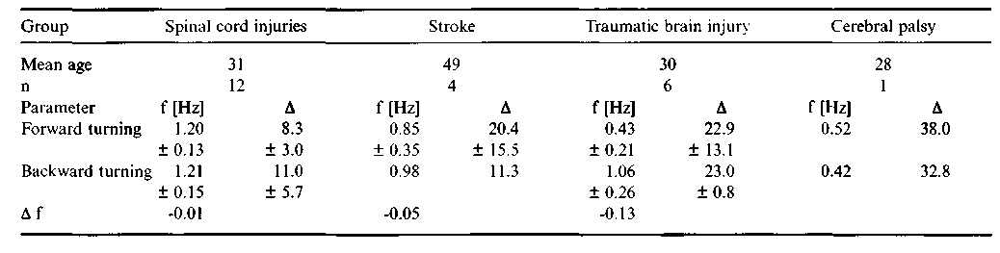 Group Spinal cord injuries Stroke Traumatic brain injury Cerebral palsy
Mean age 31 49 30 28
n 12 4 6 1
Parameter f [Hz] Δ f [Hz] Δ f [Hz] Δ f [Hz] Δ
Forward turning 1.20 8.3 0.85 20.4 0.43 22.9 0.52 38.0
± 0.13 ± 3.0 ± 0.35 ± 15.5 ± 0.21 ± 13.1
Backward turning 1.21 11.0 0.98 11.3 1.06 23.0 0.42 32.8
± 0.15 ± 5.7 ± 0.26 ± 0.8
Δ f -0.01 -0.05 -0.13